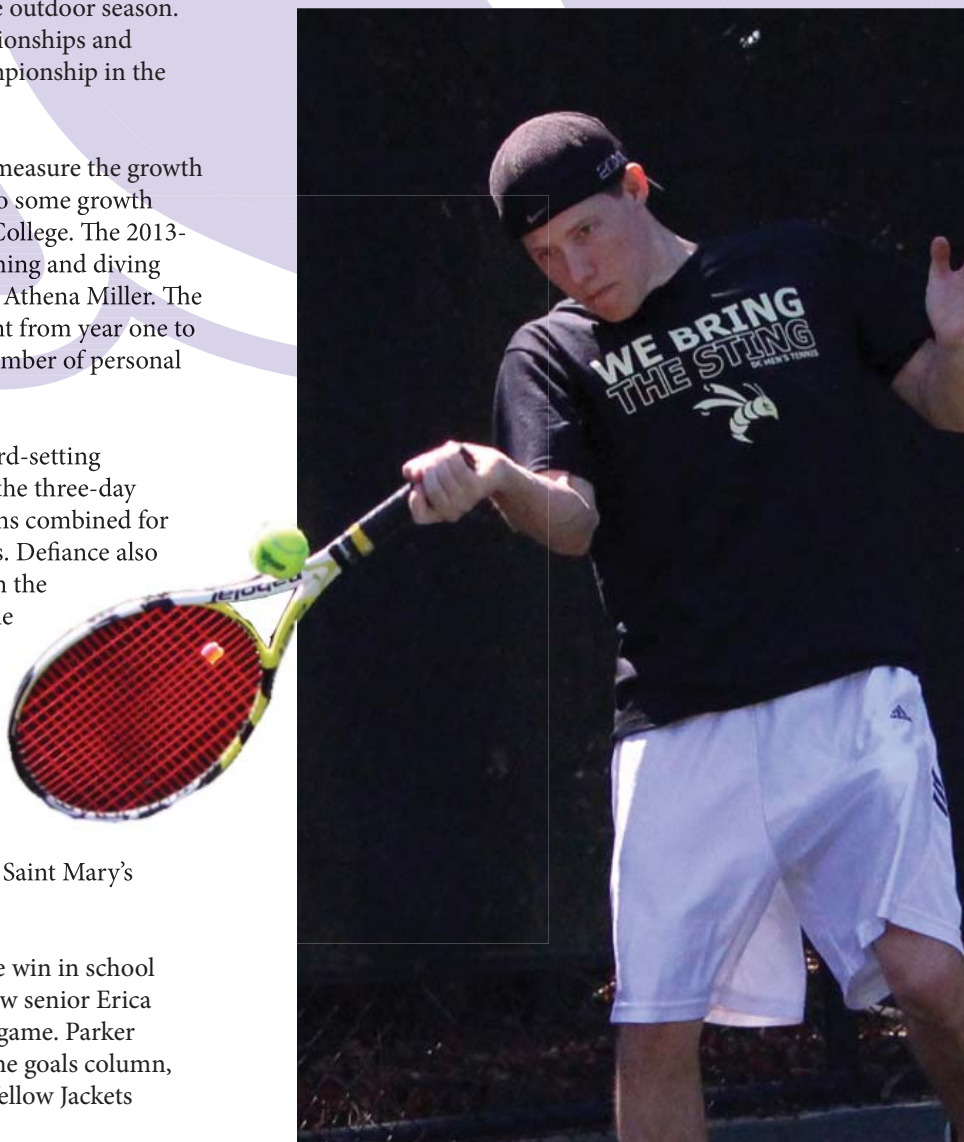 outdoor season.
ionships and
mpionship in the
measure the growth
some growth
College. The 2013-
ning and diving
Athena Miller. The
nt from year one to
mber of personal
rd-setting
the three-day
ns combined for
s. Defiance also
n the
Saint Mary's
e win in school
w senior Erica
game. Parker
he goals column,
ellow Jackets
WE BRING
THE STING
DC MEN'S TENNIS
Babolat